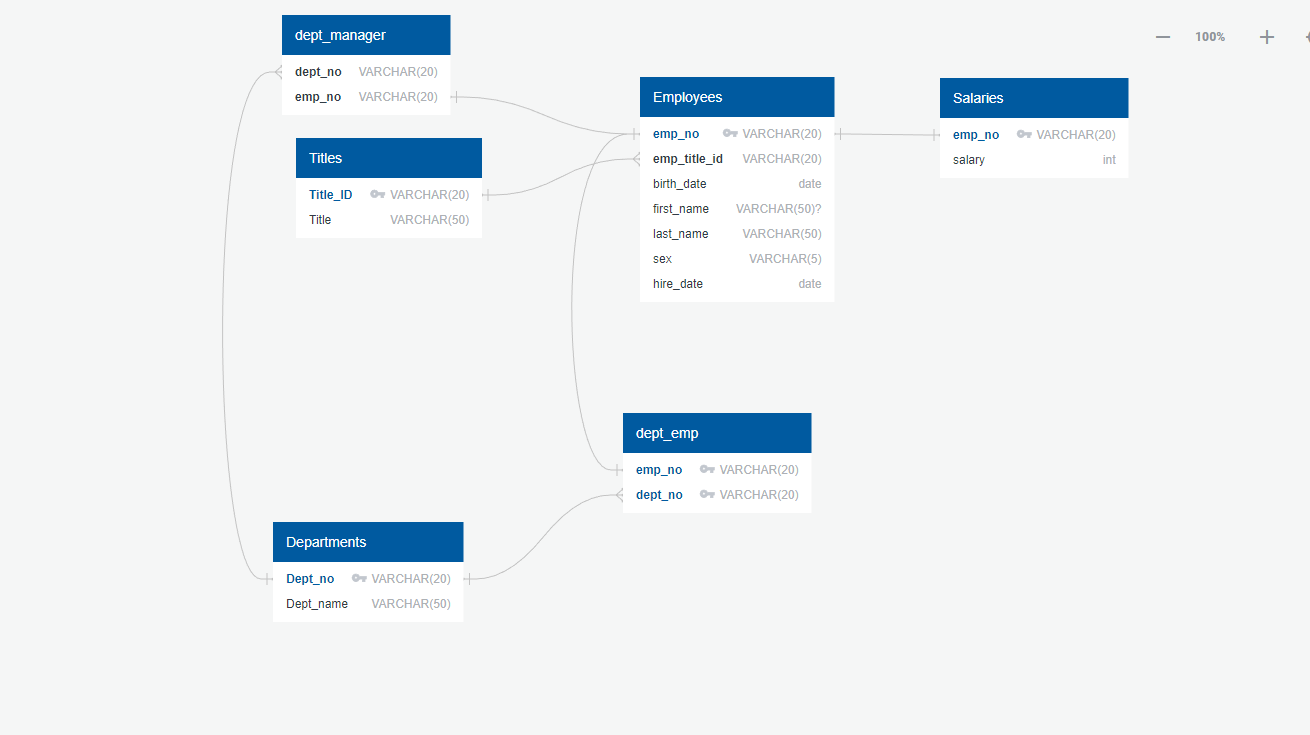 dept_manager
dept_no VARCHAR(20)
emp_no VARCHAR(20)
Titles
Title_ID VARCHAR(20)
Title VARCHAR(50)
Employees
emp_no VARCHAR(20)
emp_title_id VARCHAR(20)
birth_date date
first_name VARCHAR(50)?
last_name VARCHAR(50)
sex VARCHAR(5)
hire_date date
100%
Salaries
emp_no VARCHAR(20)
salary int
dept_emp
emp_no VARCHAR(20)
dept_no VARCHAR(20)
Departments
Dept_no VARCHAR(20)
Dept_name VARCHAR(50)